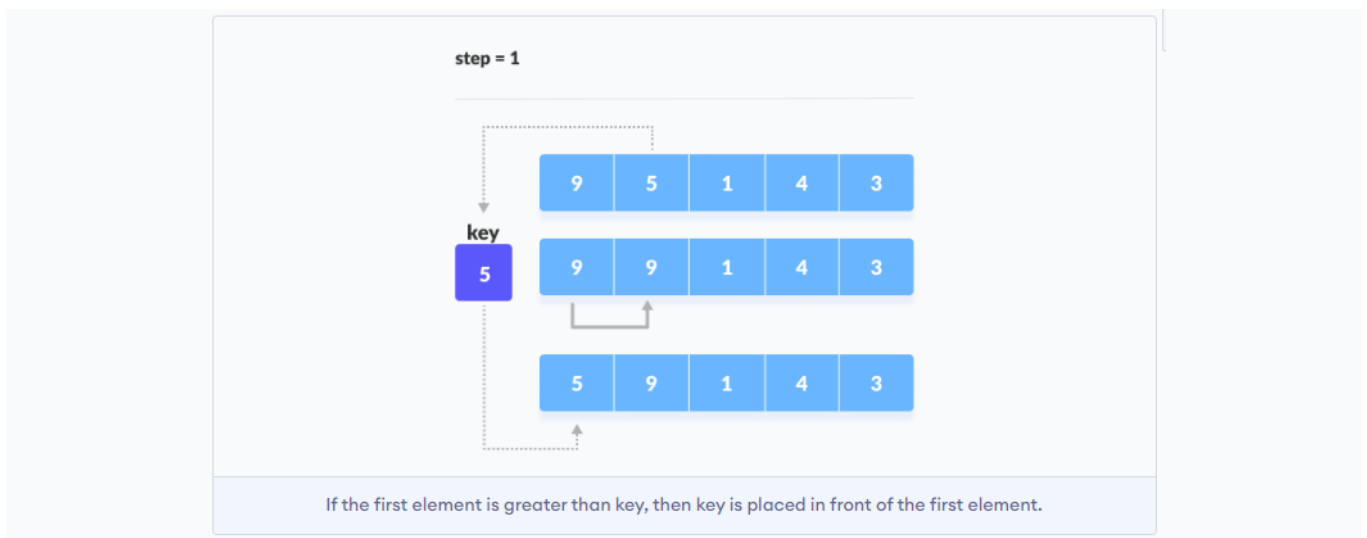 step = 1
9 5 1 4 3
key
5
9 9 1 4 3
5 9 1 4 3
If the first element is greater than key, then key is placed in front of the first element.